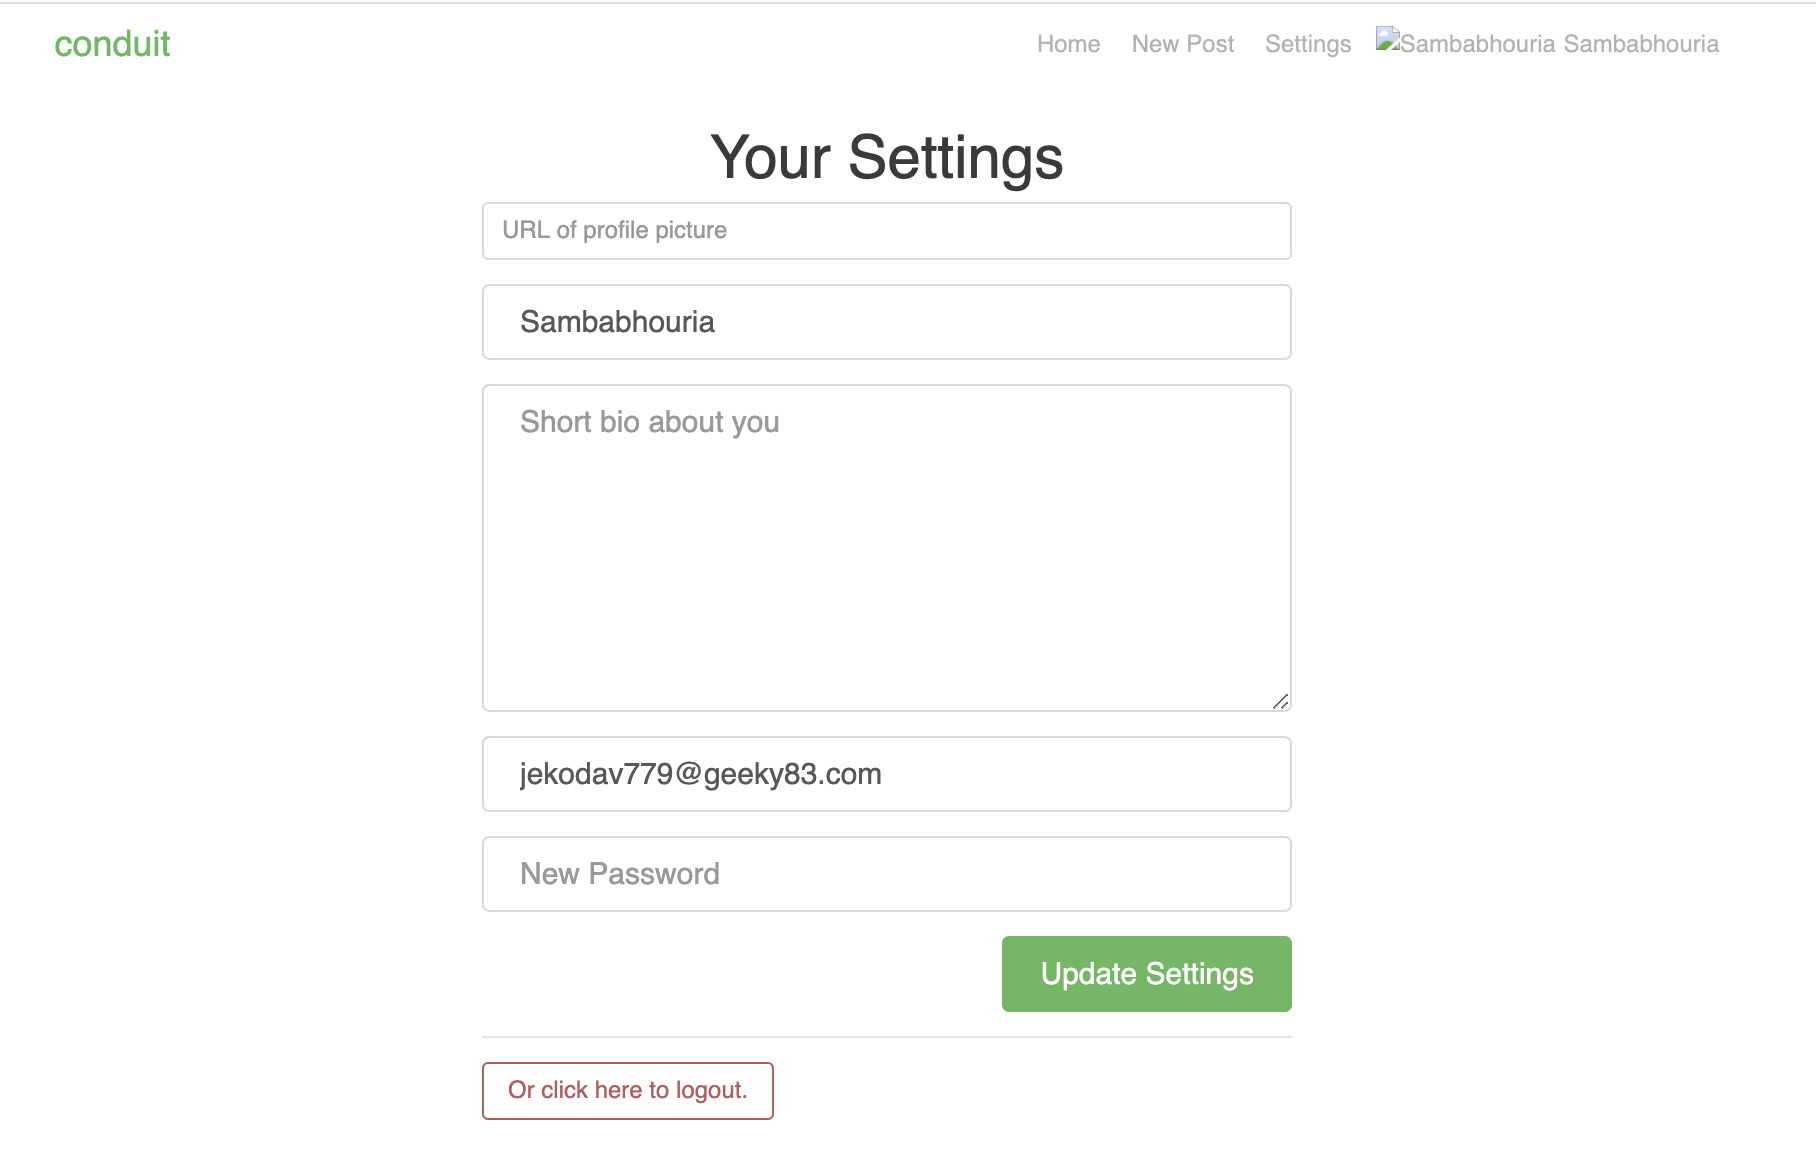 conduit
Home New Post Settings Sambabhouria Sambabhouria
Your Settings
URL of profile picture
Sambabhouria
Short bio about you
jekodav779@geeky83.com
New Password
Update Settings
Or click here to logout.